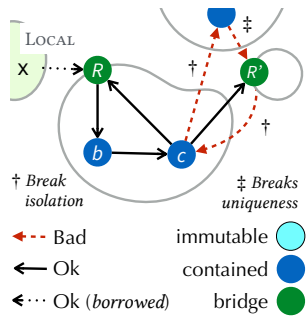 ‡
LOCAL
†
x
R
R'
†
b
c
† Break
isolation
‡ Breaks
uniqueness
Bad
immutable
Ok
contained
Ok (borrowed)
bridge